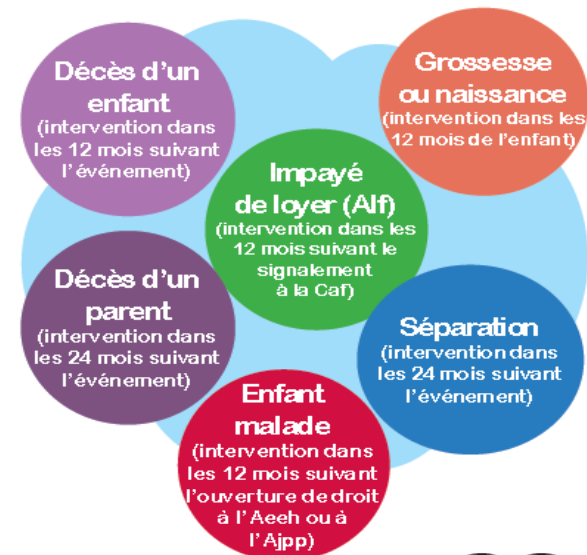 Décès d'un
enfant
(intervention dans
les 12 mois suivant
l'événement)
Grossesse
ou naissance
(intervention dans les
12 mois de l'enfant)
Impayé
de loyer (Alf)
(intervention dans les
12 mois suivant le
signalement
à la Caf)
Décès d'un
parent
(intervention dans
les 24 mois suivant
l'événement)
Séparation
(intervention dans
les 24 mois suivant
l'événement)
Enfant
malade
(intervention dans
les 12 mois suivant
l'ouverture de droit
à l'Aeeh ou à
l'Ajpp)